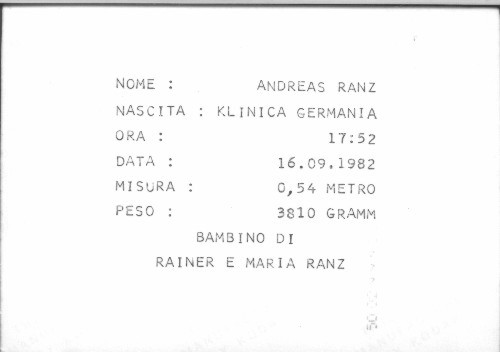 NOME : ANDREAS RANZ
NASCITA : KLINICA GERMANIA
ORA : 17:52
DATA : 16.09.1982
MISURA : 0,54 METRO
PESO : 3810 GRAMM
BAMBINO DI
RAINER E MARIA RANZ